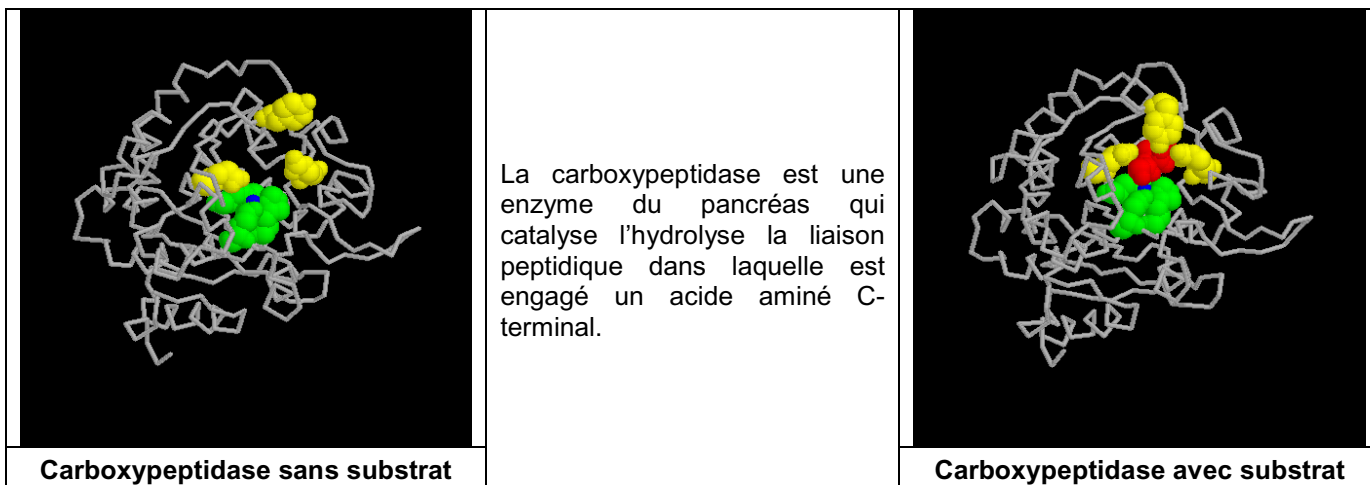 La carboxypeptidase est une
enzyme du pancréas qui
catalyse l'hydrolyse la liaison
peptidique dans laquelle est
engagé un acide aminé C-
terminal.
Carboxypeptidase sans substrat
Carboxypeptidase avec substrat